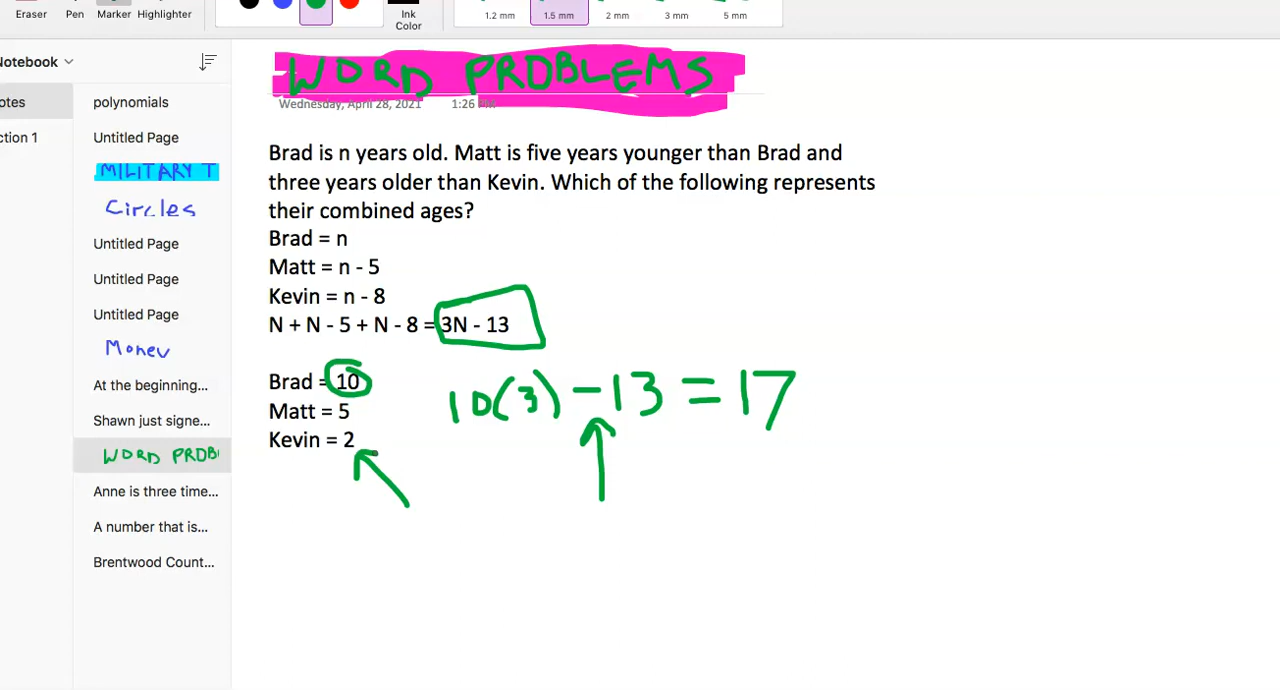 Eraser Pen Marker Highlighter
Ink
Color
1.2 mm 1.5 mm 2 mm 3 mm 5 mm
Notebook
otes
ction 1
polynomials
Untitled Page
MILITARY T
Circles
Untitled Page
Untitled Page
Untitled Page
Money
At the beginning...
Shawn just signe...
WORD PROB
Anne is three time...
A number that is...
Brentwood Count...
WORD PROBLEMS
Wednesday, April 28, 2021 1:26 PM
Brad is n years old. Matt is five years younger than Brad and
three years older than Kevin. Which of the following represents
their combined ages?
Brad = n
Matt = n - 5
Kevin = n - 8
N + N - 5 + N - 8 = 3N - 13
Brad = 10
Matt = 5
Kevin = 2
10(3) - 13 = 17